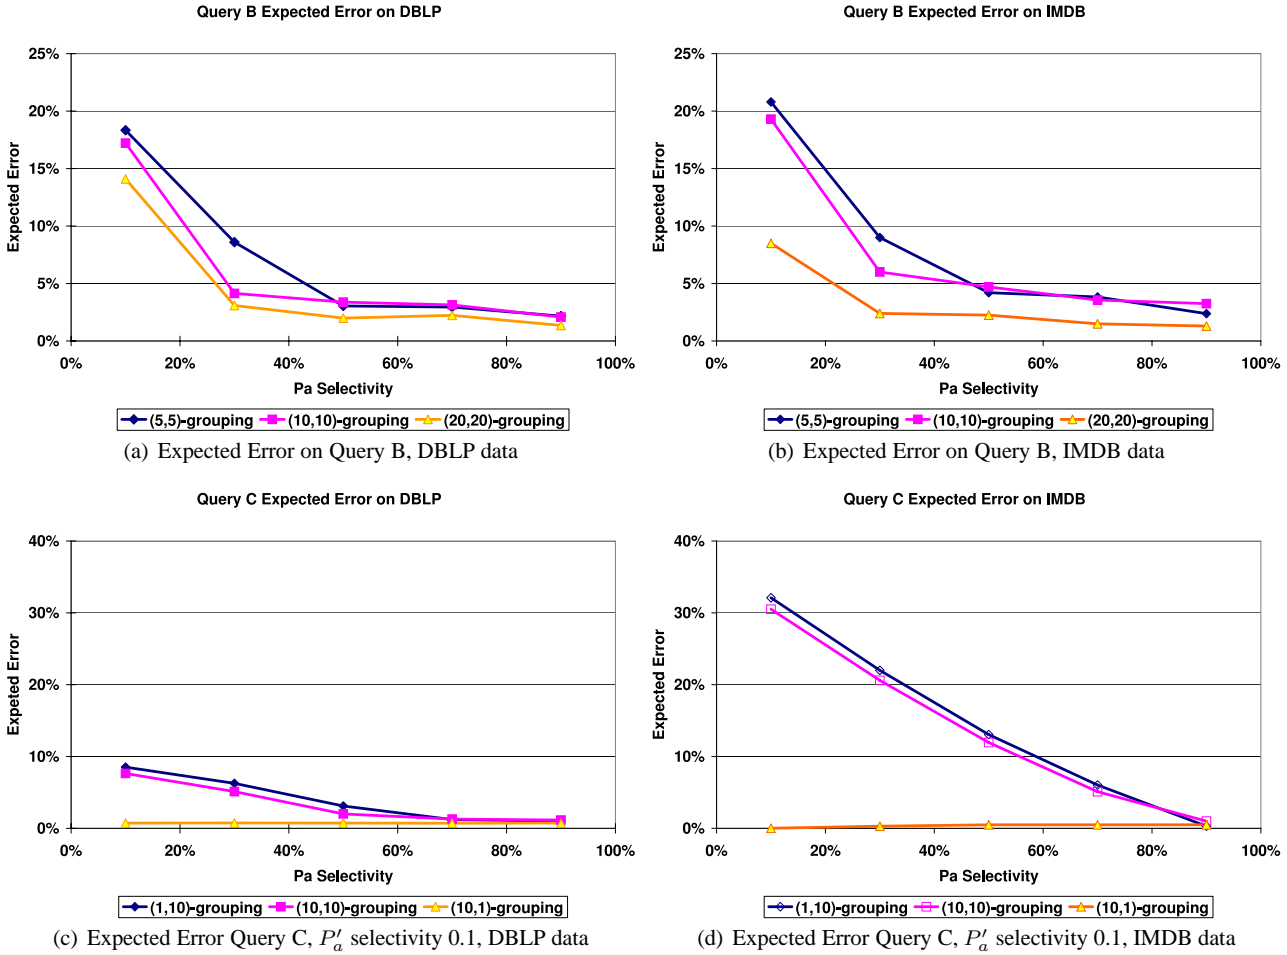 Query B Expected Error on DBLP
25%
20%
15%
10%
5%
0%
Expected Error
0% 20% 40% 60% 80% 100%
Pa Selectivity
(5,5)-grouping (10,10)-grouping (20,20)-grouping
(a) Expected Error on Query B, DBLP data
Query B Expected Error on IMDB
25%
20%
15%
10%
5%
0%
Expected Error
0% 20% 40% 60% 80% 100%
Pa Selectivity
(5,5)-grouping (10,10)-grouping (20,20)-grouping
(b) Expected Error on Query B, IMDB data
Query C Expected Error on DBLP
40%
30%
20%
10%
0%
Expected Error
0% 20% 40% 60% 80% 100%
Pa Selectivity
(1,10)-grouping (10,10)-grouping (10,1)-grouping
(c) Expected Error Query C, P′a selectivity 0.1, DBLP data
Query C Expected Error on IMDB
40%
30%
20%
10%
0%
Expected Error
0% 20% 40% 60% 80% 100%
Pa Selectivity
(1,10)-grouping (10,10)-grouping (10,1)-grouping
(d) Expected Error Query C, P′a selectivity 0.1, IMDB data